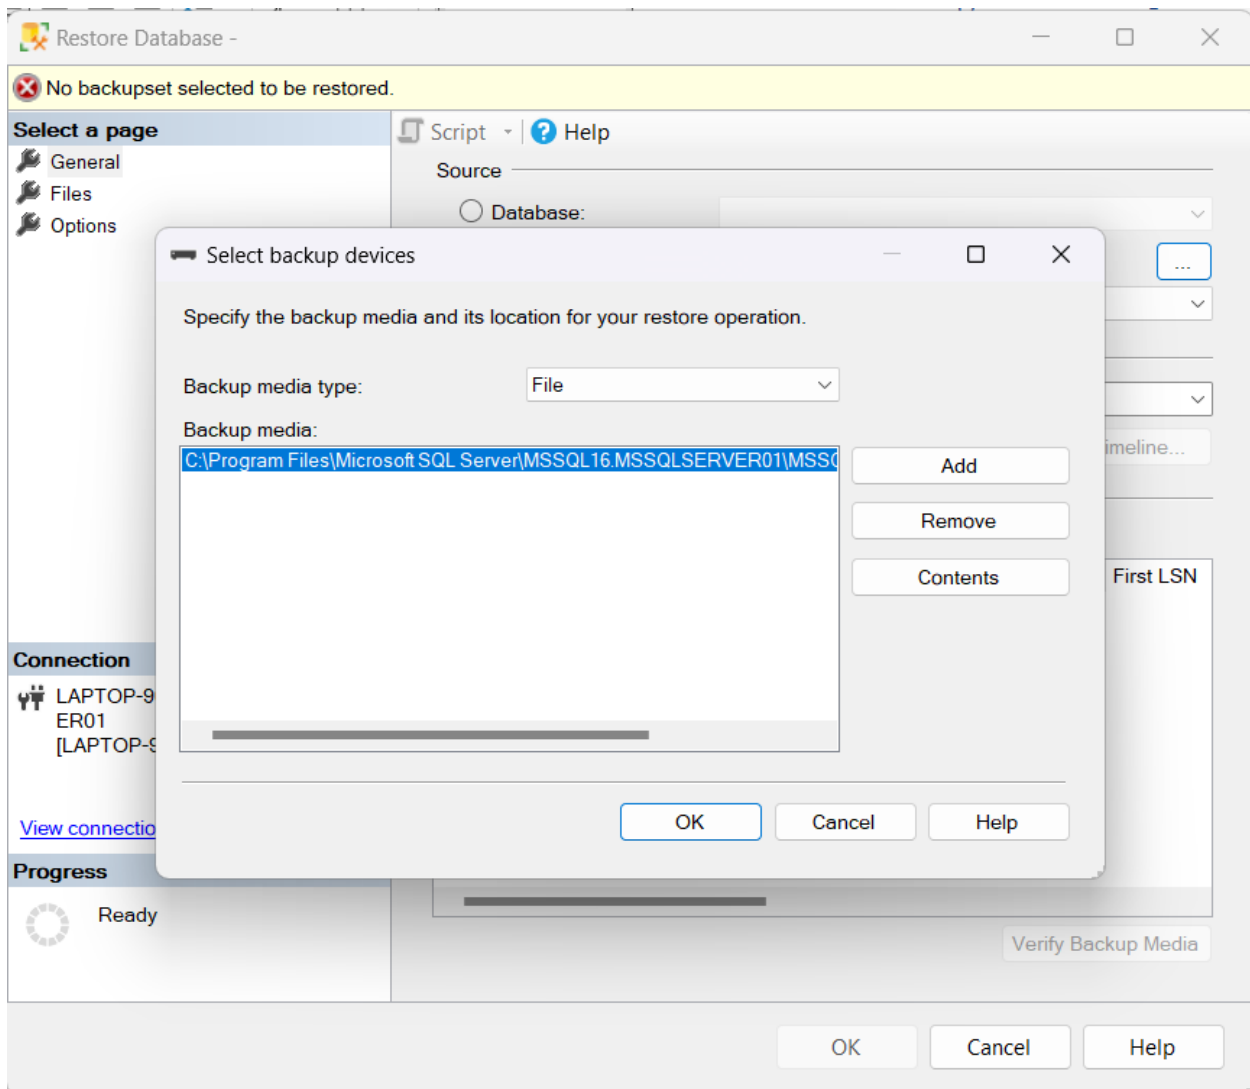 Restore Database -
No backupset selected to be restored.
Select a page
General
Files
Options
Script
Help
Source
Database:
...
Select backup devices
Specify the backup media and its location for your restore operation.
Backup media type:
File
Backup media:
C:\Program Files\Microsoft SQL Server\MSSQL16.MSSQLSERVER01\MSSQ
Add
Remove
Contents
OK
Cancel
Help
imeline...
First LSN
Connection
LAPTOP-9
ER01
[LAPTOP-9
View connectio
Progress
Ready
Verify Backup Media
OK
Cancel
Help